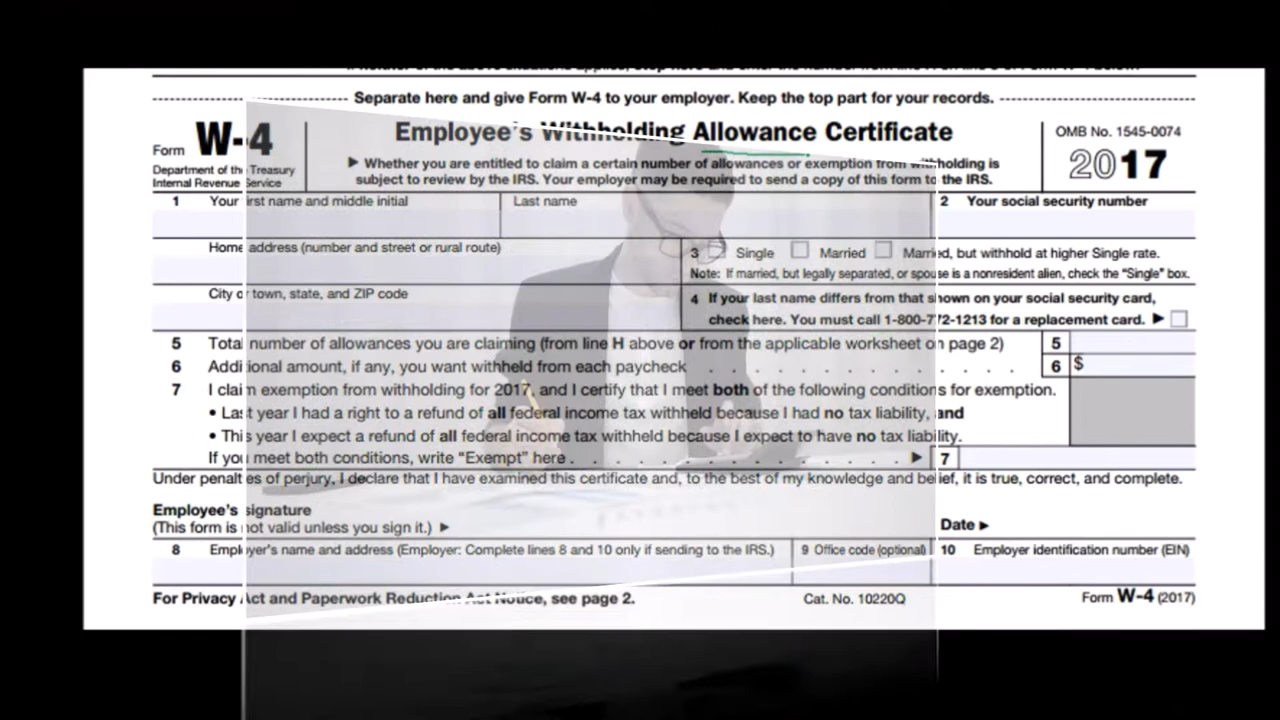 Separate here and give Form W-4 to your employer. Keep the top part for your records.
Form W-4
Department of the Treasury
Internal Revenue Service
Employee's Withholding Allowance Certificate
▶ Whether you are entitled to claim a certain number of allowances or exemption from withholding is
subject to review by the IRS. Your employer may be required to send a copy of this form to the IRS.
OMB No. 1545-0074
2017
1 Your first name and middle initial
Last name
2 Your social security number
Home address (number and street or rural route)
3 Single Married Married, but withhold at higher Single rate.
Note: If married, but legally separated, or spouse is a nonresident alien, check the "Single" box.
City or town, state, and ZIP code
4 If your last name differs from that shown on your social security card,
check here. You must call 1-800-772-1213 for a replacement card. ▶
5 Total number of allowances you are claiming (from line H above or from the applicable worksheet on page 2) 5
6 Additional amount, if any, you want withheld from each paycheck . . . . . . . . . . . . . . 6 $
7 I claim exemption from withholding for 2017, and I certify that I meet both of the following conditions for exemption.
• Last year I had a right to a refund of all federal income tax withheld because I had no tax liability, and
• This year I expect a refund of all federal income tax withheld because I expect to have no tax liability.
If you meet both conditions, write "Exempt" here . . . . . . . . . . . . . . . ▶ 7
Under penalties of perjury, I declare that I have examined this certificate and, to the best of my knowledge and belief, it is true, correct, and complete.
Employee's signature
(This form is not valid unless you sign it.) ▶
Date ▶
8 Employer's name and address (Employer: Complete lines 8 and 10 only if sending to the IRS.)
9 Office code (optional)
10 Employer identification number (EIN)
For Privacy Act and Paperwork Reduction Act Notice, see page 2.
Cat. No. 10220Q
Form W-4 (2017)